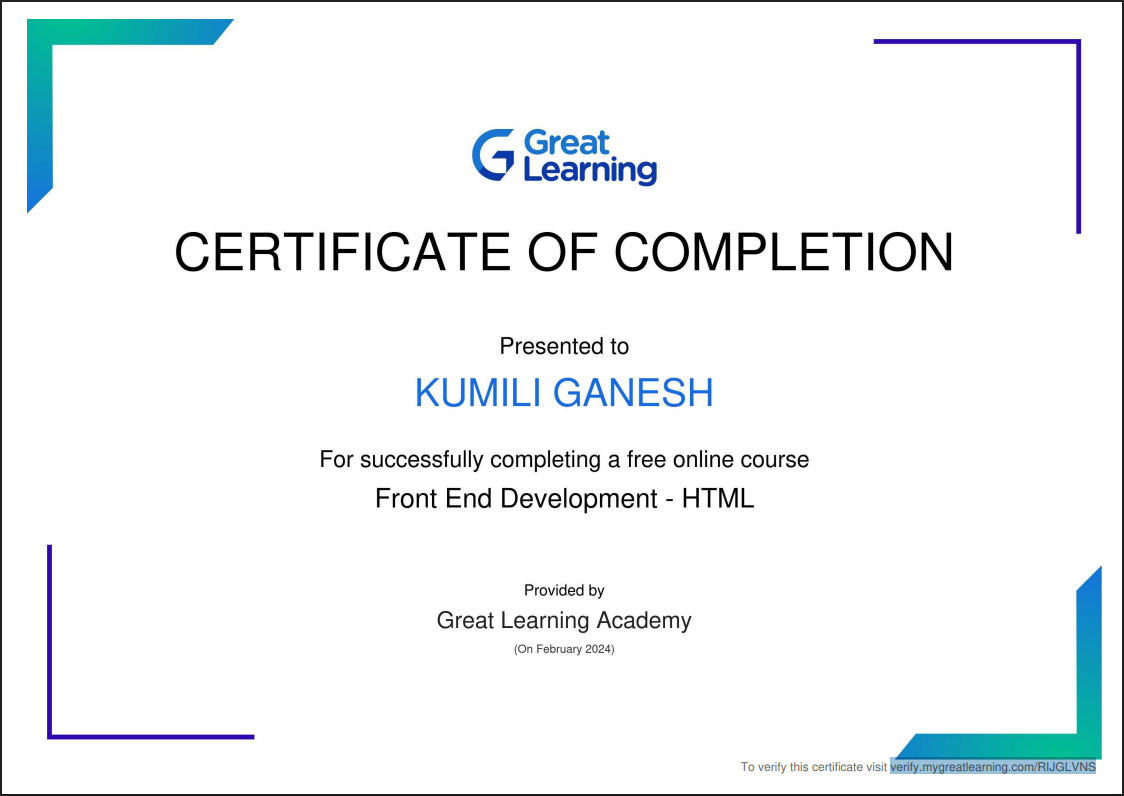 Great
Learning
CERTIFICATE OF COMPLETION
Presented to
KUMILI GANESH
For successfully completing a free online course
Front End Development - HTML
Provided by
Great Learning Academy
(On February 2024)
To verify this certificate visit verify.mygreatlearning.com/RIJGLVNS